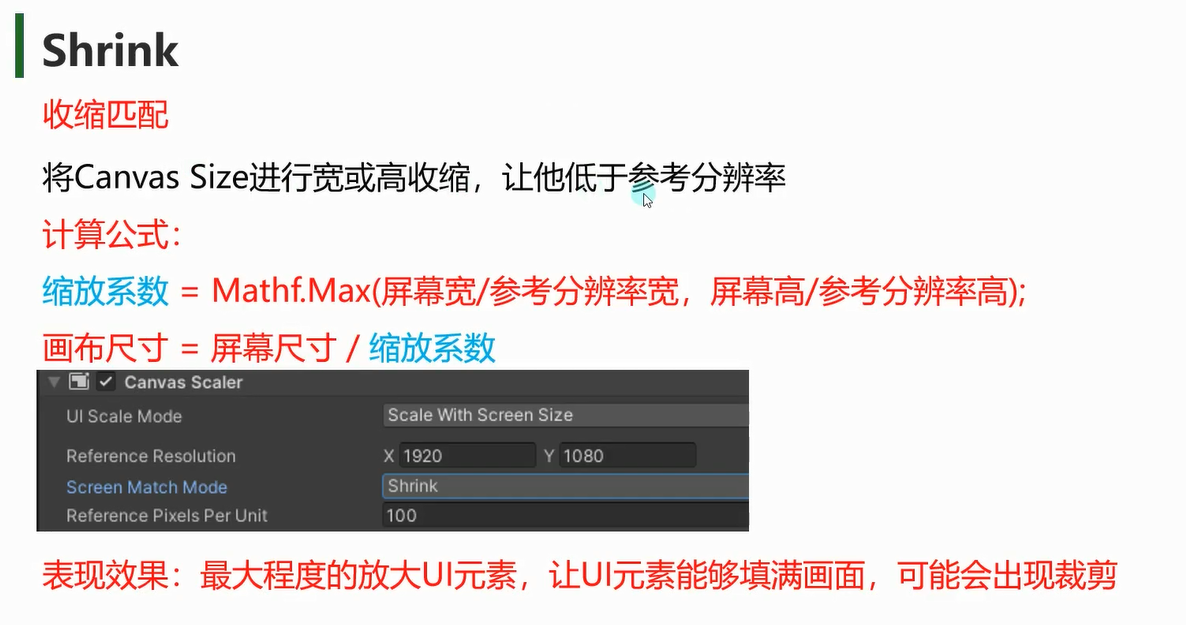 Shrink
收缩匹配
将Canvas Size进行宽或高收缩，让他低于参考分辨率
计算公式：
缩放系数 = Mathf.Max(屏幕宽/参考分辨率宽，屏幕高/参考分辨率高);
画布尺寸 = 屏幕尺寸 / 缩放系数
Canvas Scaler
UI Scale Mode Scale With Screen Size
Reference Resolution X 1920 Y 1080
Screen Match Mode Shrink
Reference Pixels Per Unit 100
表现效果：最大程度的放大UI元素，让UI元素能够填满画面，可能会出现裁剪